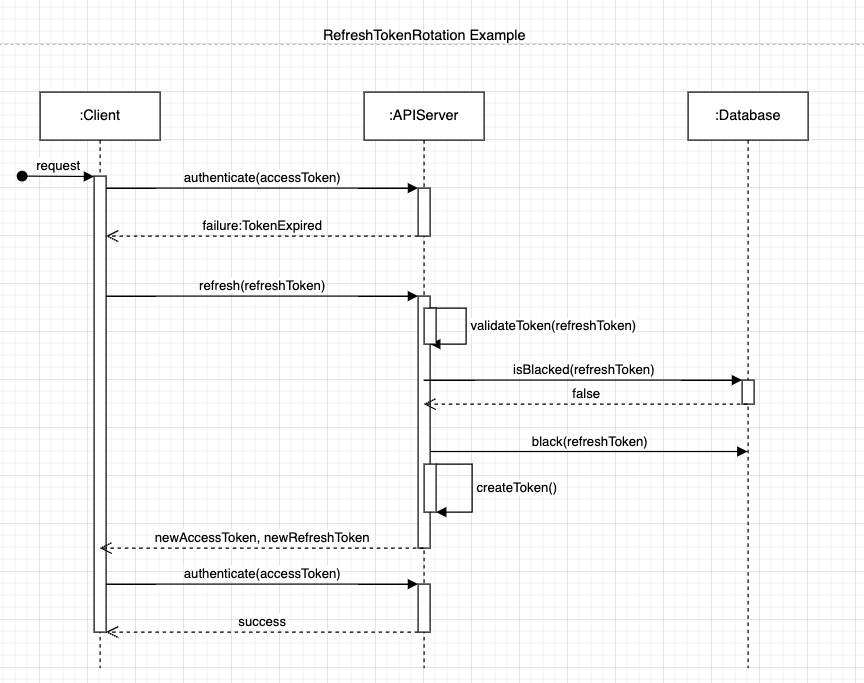 RefreshTokenRotation Example
:Client
:APIServer
:Database
request
authenticate(accessToken)
failure:TokenExpired
refresh(refreshToken)
validateToken(refreshToken)
isBlacked(refreshToken)
false
black(refreshToken)
createToken()
newAccessToken, newRefreshToken
authenticate(accessToken)
success